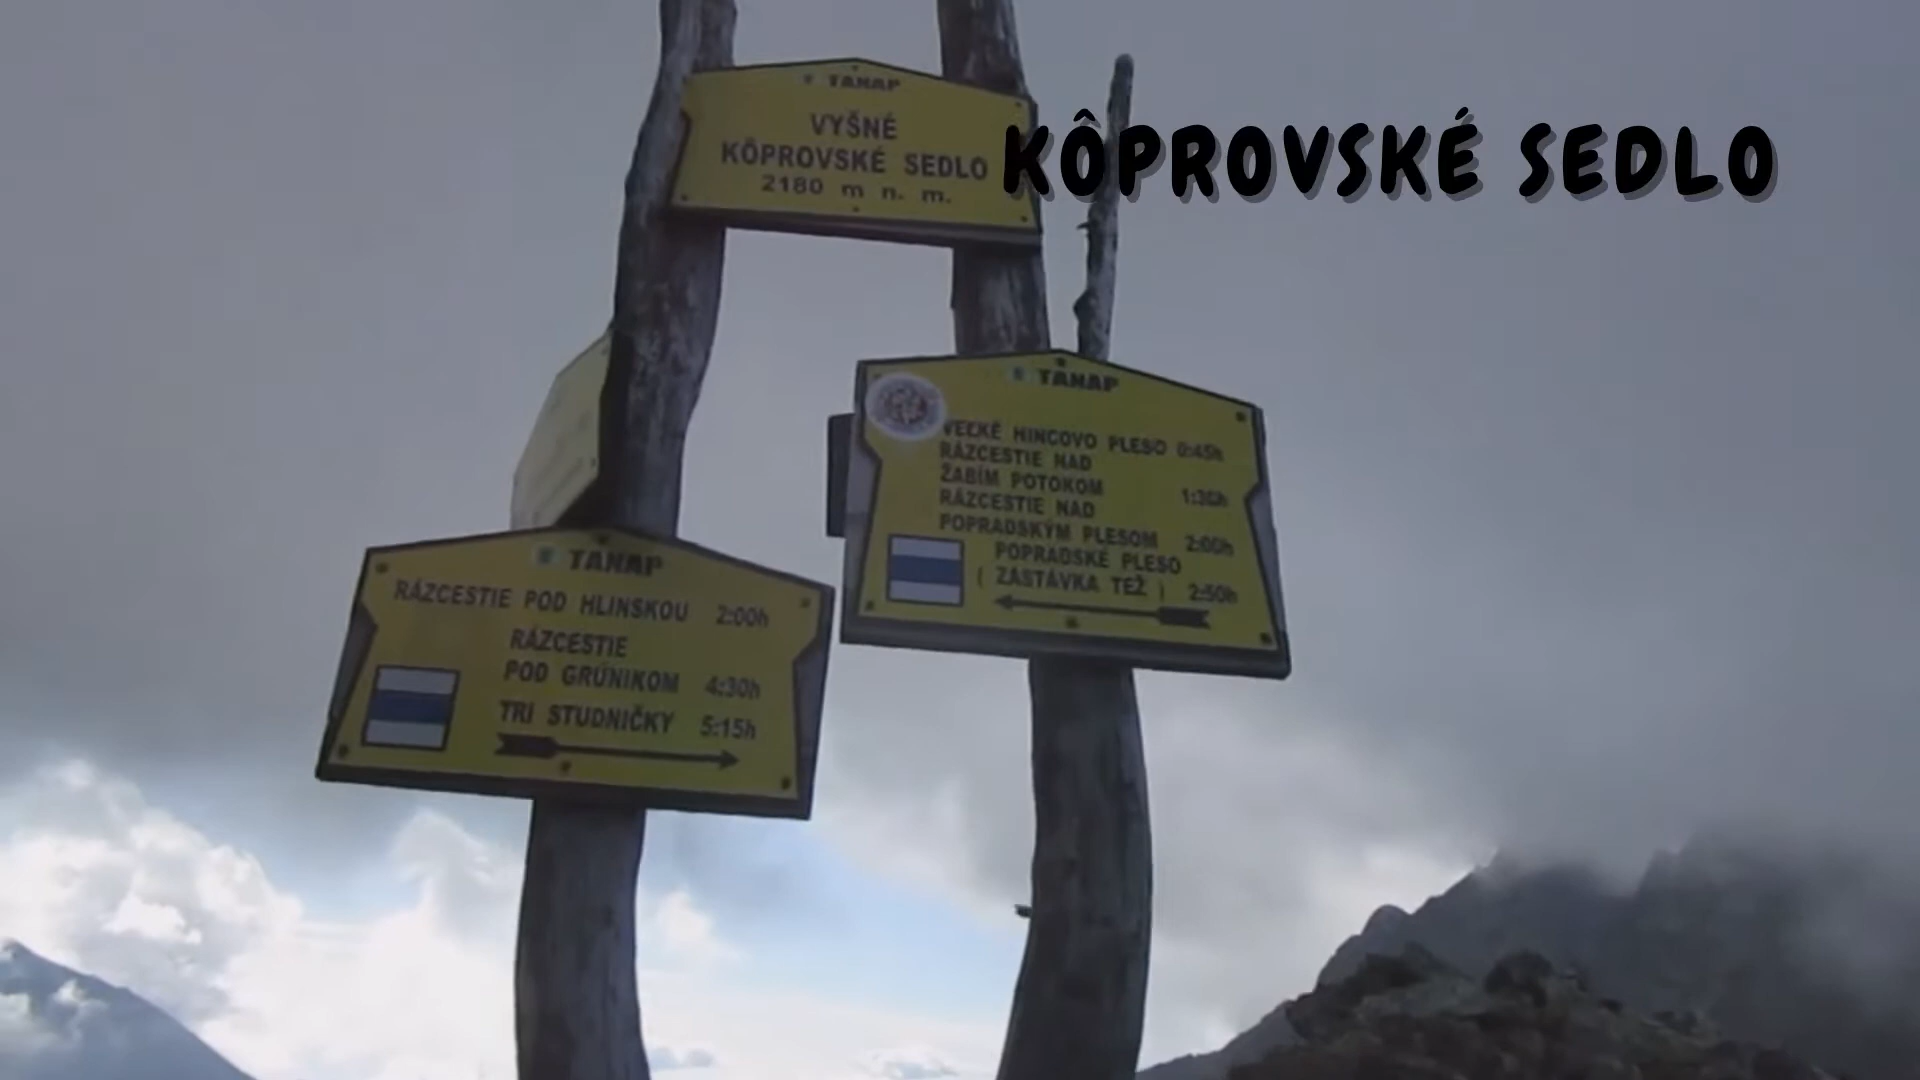 TANAP
VYŠNÉ
KÔPROVSKÉ SEDLO
2180 m n. m.
KÔPROVSKÉ SEDLO
TANAP
VEĽKÉ HINCOVO PLESO 0:45h
RÁZCESTIE NAD
ŽABÍM POTOKOM 1:30h
RÁZCESTIE NAD
POPRADSKÝM PLESOM 2:00h
POPRADSKÉ PLESO
( ZASTÁVKA TEŽ ) 2:50h
TANAP
RÁZCESTIE POD HLINSKOU 2:00h
RÁZCESTIE
POD GRÚNIKOM 4:30h
TRI STUDNIČKY 5:15h